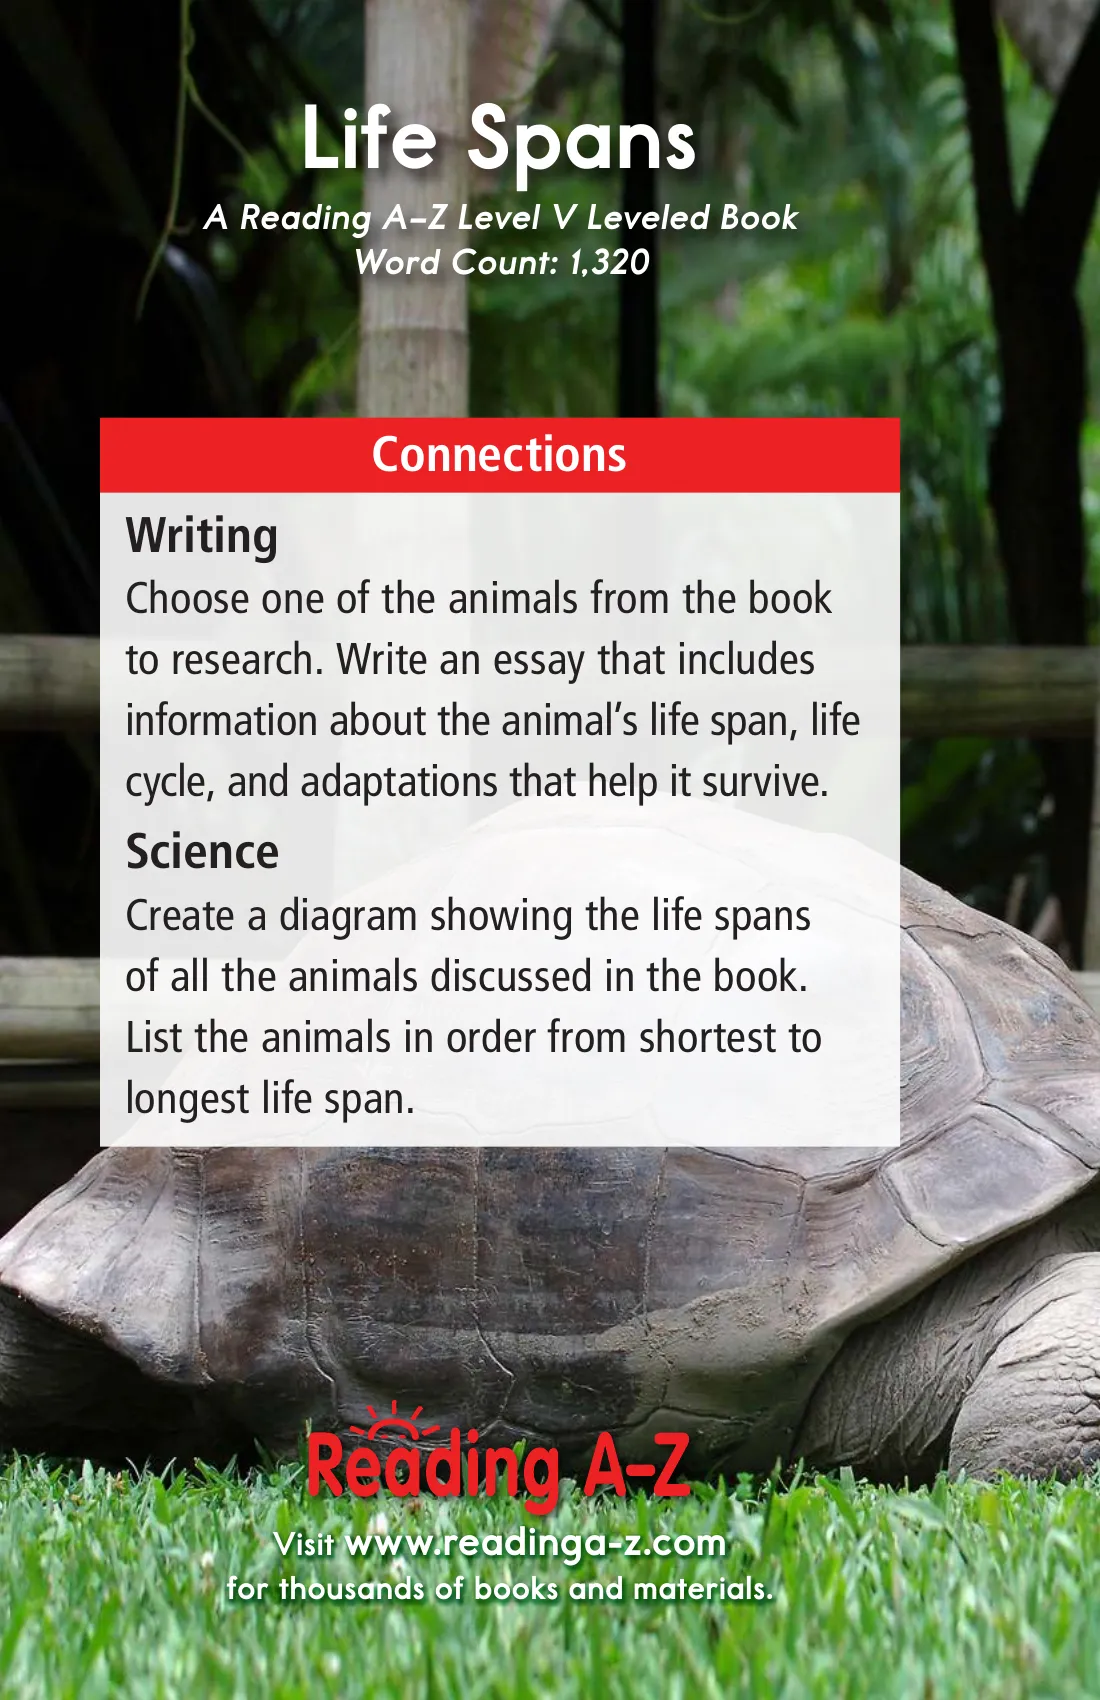 Life Spans
A Reading A–Z Level V Leveled Book
Word Count: 1,320
Connections
Writing
Choose one of the animals from the book
to research. Write an essay that includes
information about the animal’s life span, life
cycle, and adaptations that help it survive.
Science
Create a diagram showing the life spans
of all the animals discussed in the book.
List the animals in order from shortest to
longest life span.
Reading A–Z
Visit www.readinga-z.com
for thousands of books and materials.